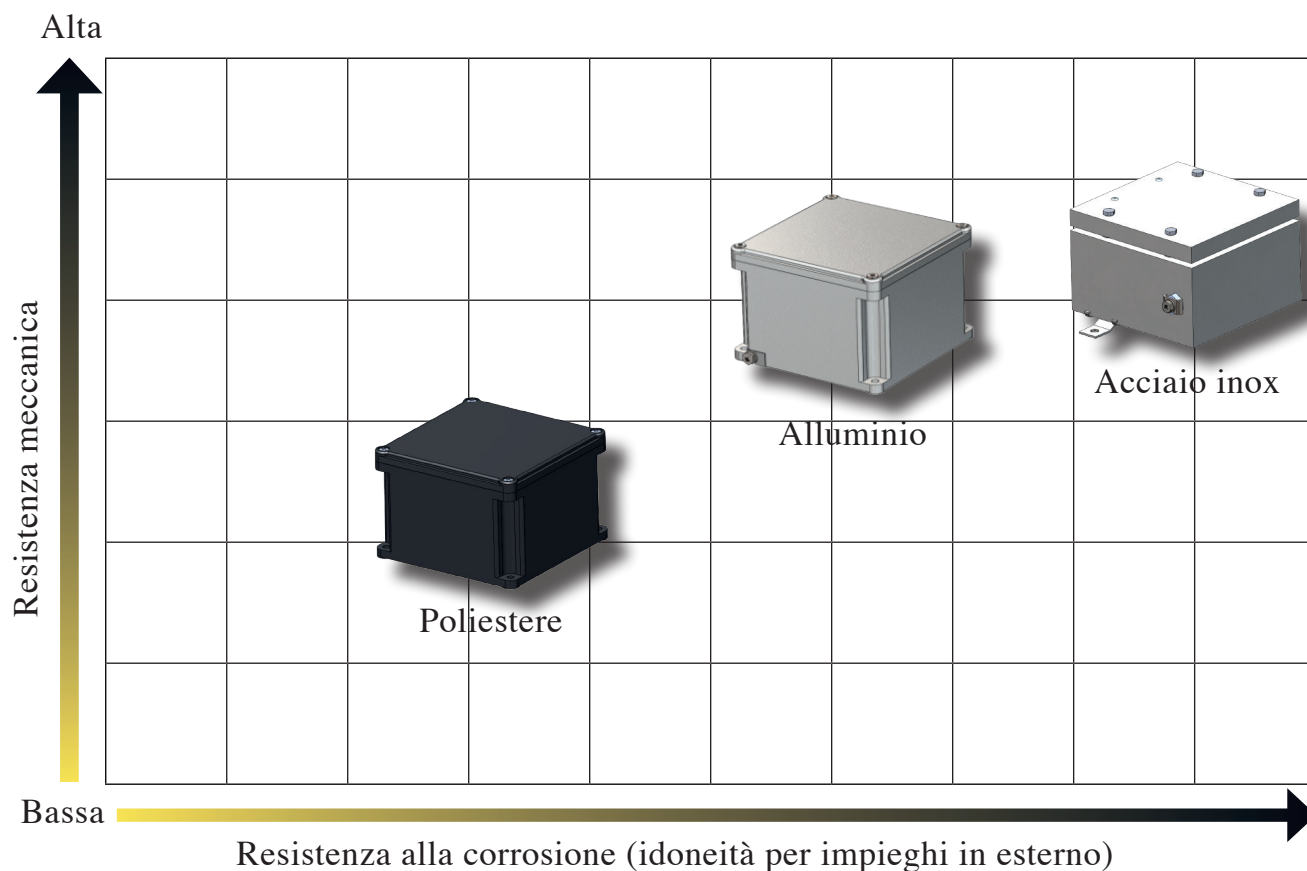 Alta
Resistenza meccanica
Acciaio inox
Alluminio
Poliestere
Bassa
Resistenza alla corrosione (idoneità per impieghi in esterno)